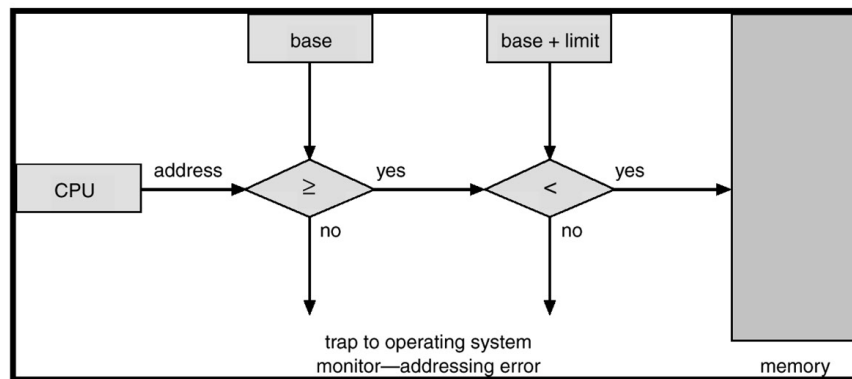 base
base + limit
CPU
address
≥
yes
<
yes
no
no
trap to operating system
monitor—addressing error
memory